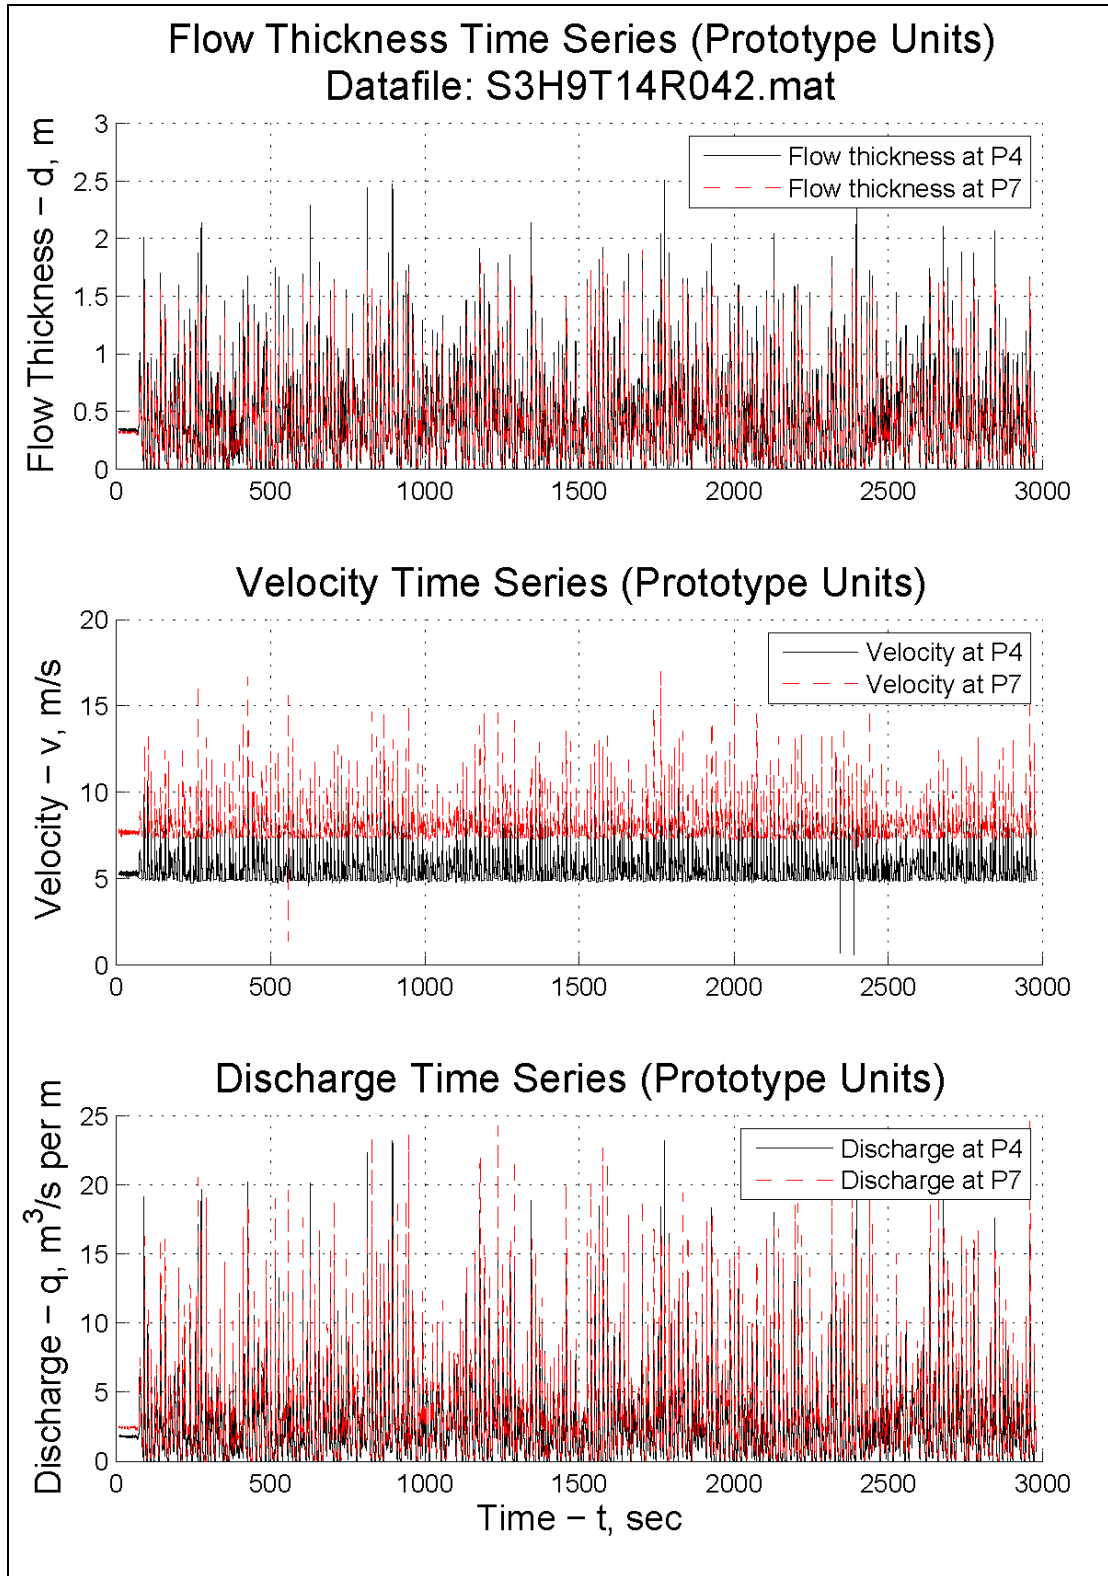 Flow Thickness Time Series (Prototype Units)
Datafile: S3H9T14R042.mat
Flow Thickness − d, m
3
2.5
2
1.5
1
0.5
0
Flow thickness at P4
Flow thickness at P7
0 500 1000 1500 2000 2500 3000
Velocity Time Series (Prototype Units)
Velocity − v, m/s
20
15
10
5
0
Velocity at P4
Velocity at P7
0 500 1000 1500 2000 2500 3000
Discharge Time Series (Prototype Units)
Discharge − q, m³/s per m
25
20
15
10
5
0
Discharge at P4
Discharge at P7
0 500 1000 1500 2000 2500 3000
Time − t, sec